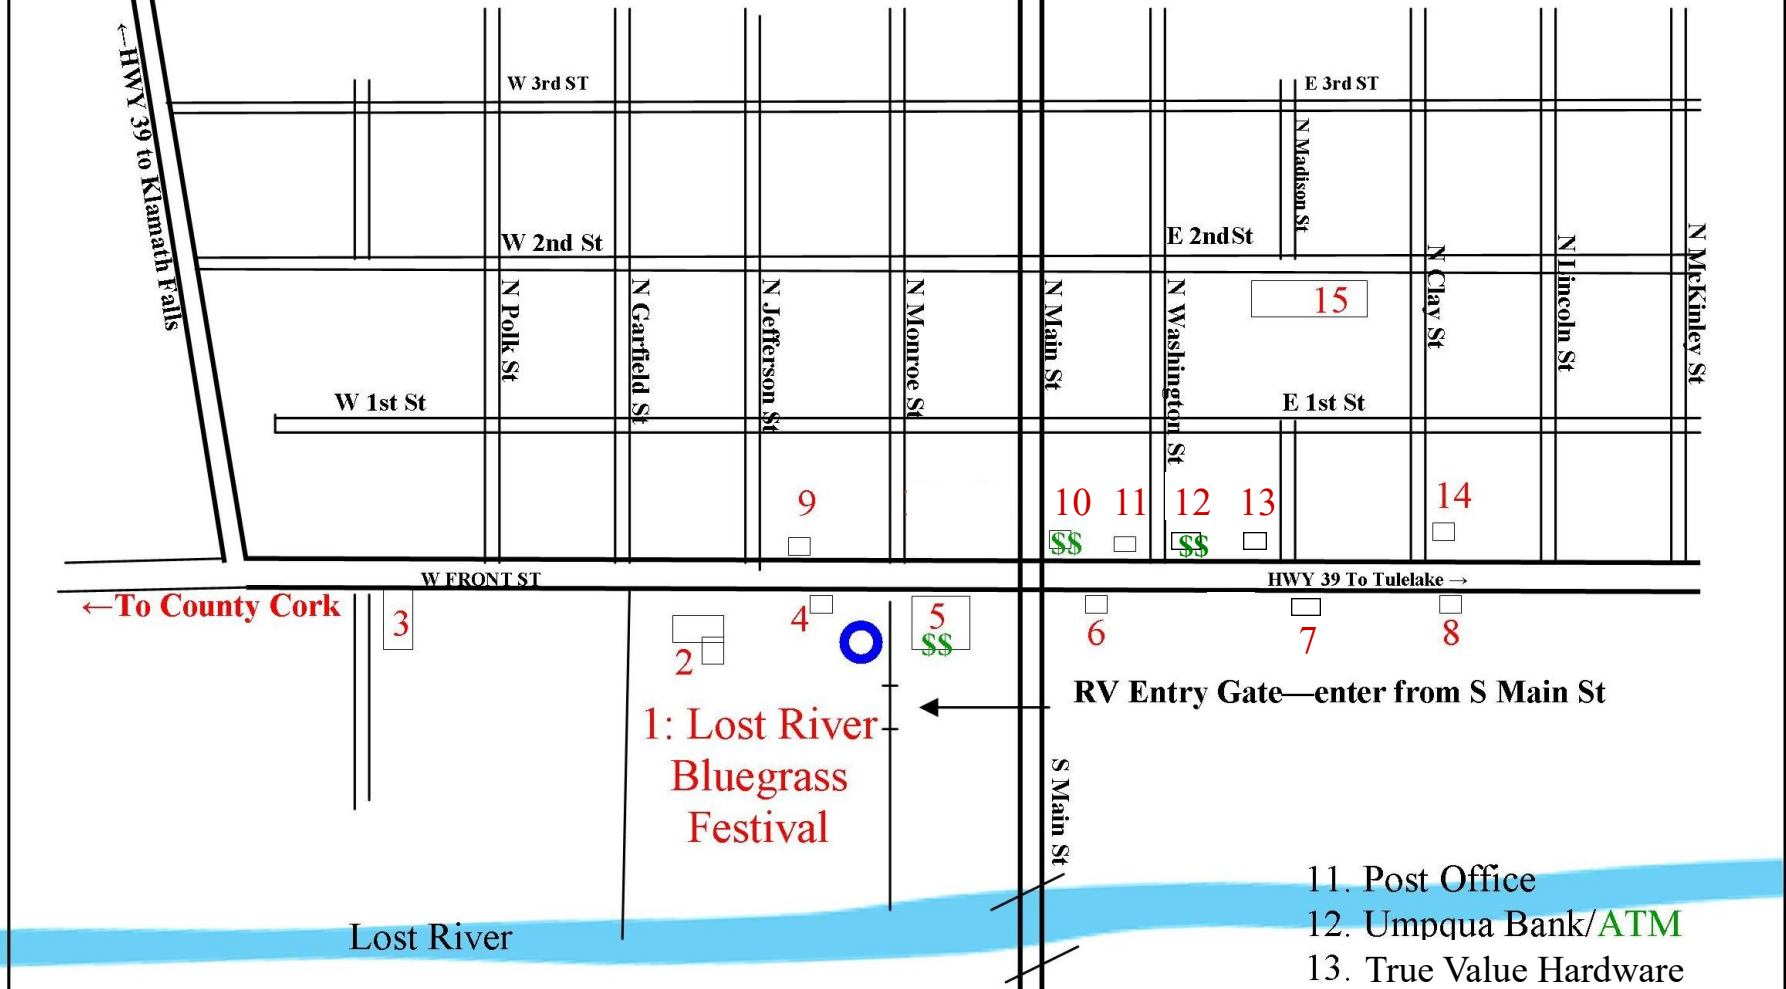 ←HWY 39 to Klamath Falls
W 3rd ST
E 3rd ST
N Madison St
W 2nd St
E 2nd St
N Polk St
N Garfield St
N Jefferson St
N Monroe St
N Main St
N Washington St
N Clay St
N Lincoln St
N McKinley St
15
W 1st St
E 1st St
9
10
$$
11
12
$$
13
14
W FRONT ST
HWY 39 To Tulelake →
←To County Cork
3
2
4
5
$$
6
7
8
RV Entry Gate—enter from S Main St
1: Lost River
Bluegrass
Festival
S Main St
Lost River
11. Post Office
12. Umpqua Bank/ATM
13. True Value Hardware